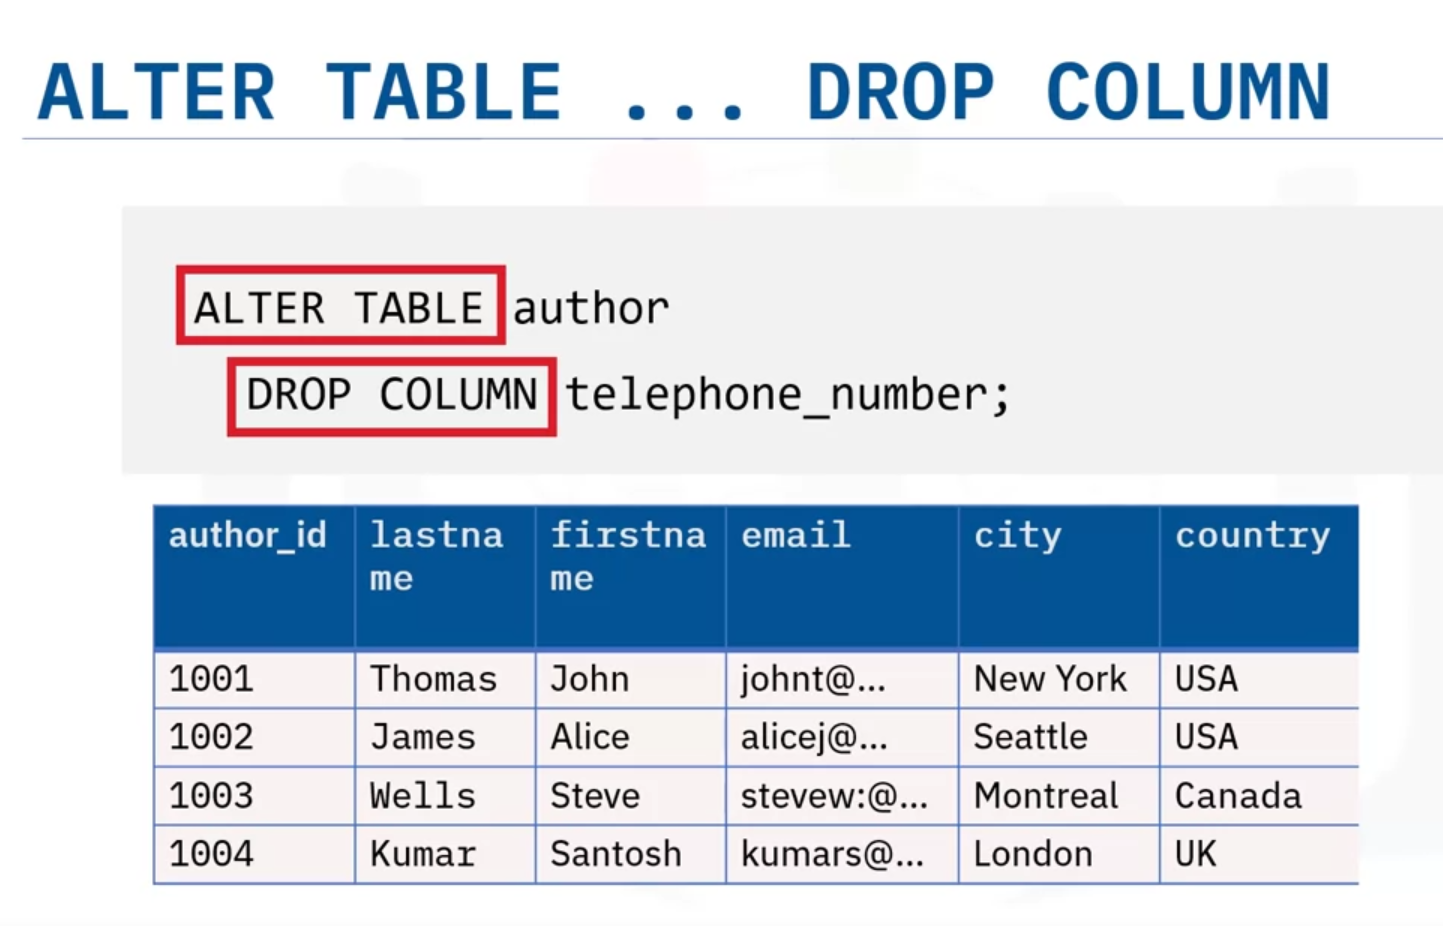 ALTER TABLE ... DROP COLUMN
ALTER TABLE author
DROP COLUMN telephone_number;
author_id lastna firstna email city country
me me
1001 Thomas John johnt@... New York USA
1002 James Alice alicej@... Seattle USA
1003 Wells Steve stevew:@... Montreal Canada
1004 Kumar Santosh kumars@... London UK